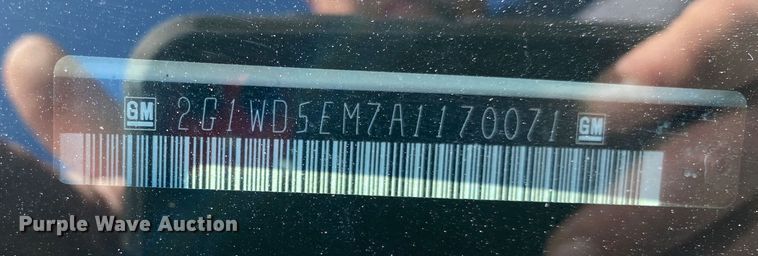 GM 2G1WD5EM7A1170071 GM
Purple Wave Auction